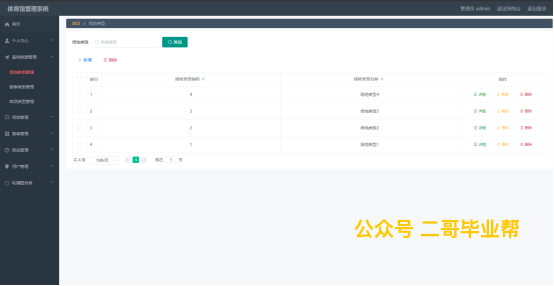 体育馆管理系统
管理员 admin
退出到前台
退出登录
首页
首页 > 场地类型
个人中心
基础数据管理
场地类型管理
器材类型管理
商品类型管理
场地管理
器材管理
商品管理
用户管理
轮播图信息
场地类型 场地类型 查询
+ 新增 删除
索引 场地类型编码 场地类型名称 操作
1 4 场地类型4 详情 修改 删除
2 3 场地类型3 详情 修改 删除
3 2 场地类型2 详情 修改 删除
4 1 场地类型1 详情 修改 删除
共 4 条 10条/页 1 前往 1 页
公众号 二哥毕业帮